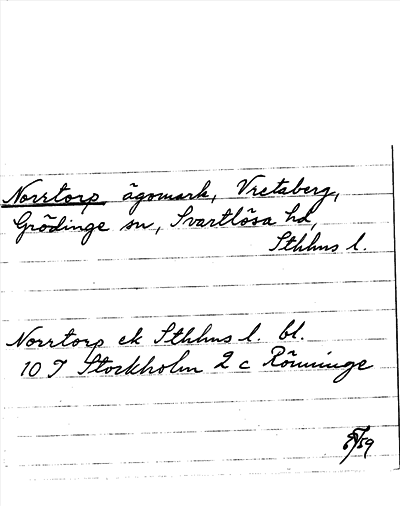 Norrtorp ägomark, Vretaberg,
Grödinge sn, Svartlösa hd,
Sthlms l.
Norrtorp ek Sthlms l. bl.
10 I Stockholm 2 c Rönninge